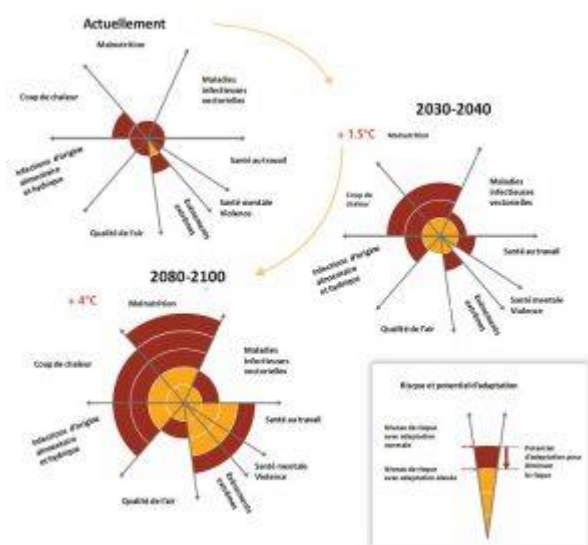 Actuellement
Malnutrition
Coup de chaleur
Maladies
infectieuses
vectorielles
Santé au travail
Santé mentale
Violence
Evénements
extrêmes
Qualité de l'air
Infections d'origine
alimentaire
et hydrique
2030-2040
+ 1.5°C
Malnutrition
Coup de
chaleur
Maladies
infectieuses
vectorielles
Santé au travail
Santé mentale
Violence
Evénements
extrêmes
Qualité de l'air
Infections d'origine
alimentaire
et hydrique
2080-2100
+ 4°C
Malnutrition
Coup de chaleur
Maladies
infectieuses
vectorielles
Santé au travail
Santé mentale
Violence
Evénements
extrêmes
Qualité de l'air
Infections d'origine
alimentaire
et hydrique
Risque et potentiel d'adaptation
Niveau de risque
avec adaptation
normale
Niveau de risque
avec adaptation élevée
Potentiel
d'adaptation pour
diminuer
le risque